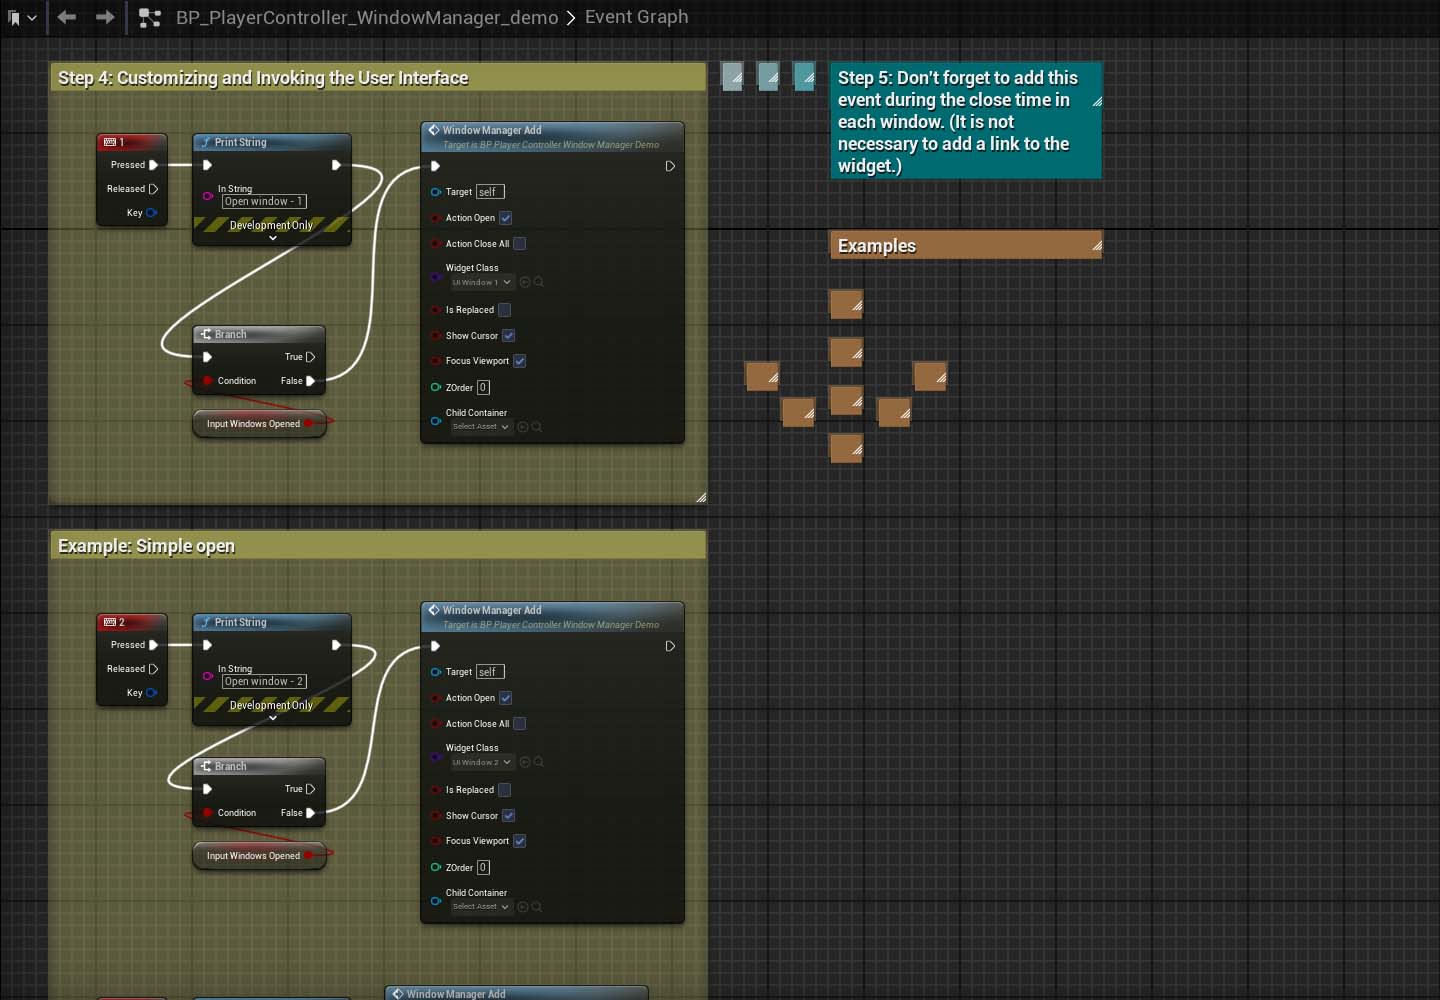 BP_PlayerController_WindowManager_demo > Event Graph
Step 4: Customizing and Invoking the User Interface
1
Pressed
Released
Key
Print String
In String
Open window - 1
Development Only
Branch
True
Condition
False
Input Windows Opened
Window Manager Add
Target is BP Player Controller Window Manager Demo
Target self
Action Open
Action Close All
Widget Class
UI Window 1
Is Replaced
Show Cursor
Focus Viewport
ZOrder 0
Child Container
Select Asset
Step 5: Don't forget to add this
event during the close time in
each window. (It is not
necessary to add a link to the
widget.)
Examples
Example: Simple open
2
Pressed
Released
Key
Print String
In String
Open window - 2
Development Only
Branch
True
Condition
False
Input Windows Opened
Window Manager Add
Target is BP Player Controller Window Manager Demo
Target self
Action Open
Action Close All
Widget Class
UI Window 2
Is Replaced
Show Cursor
Focus Viewport
ZOrder 0
Child Container
Select Asset
Window Manager Add